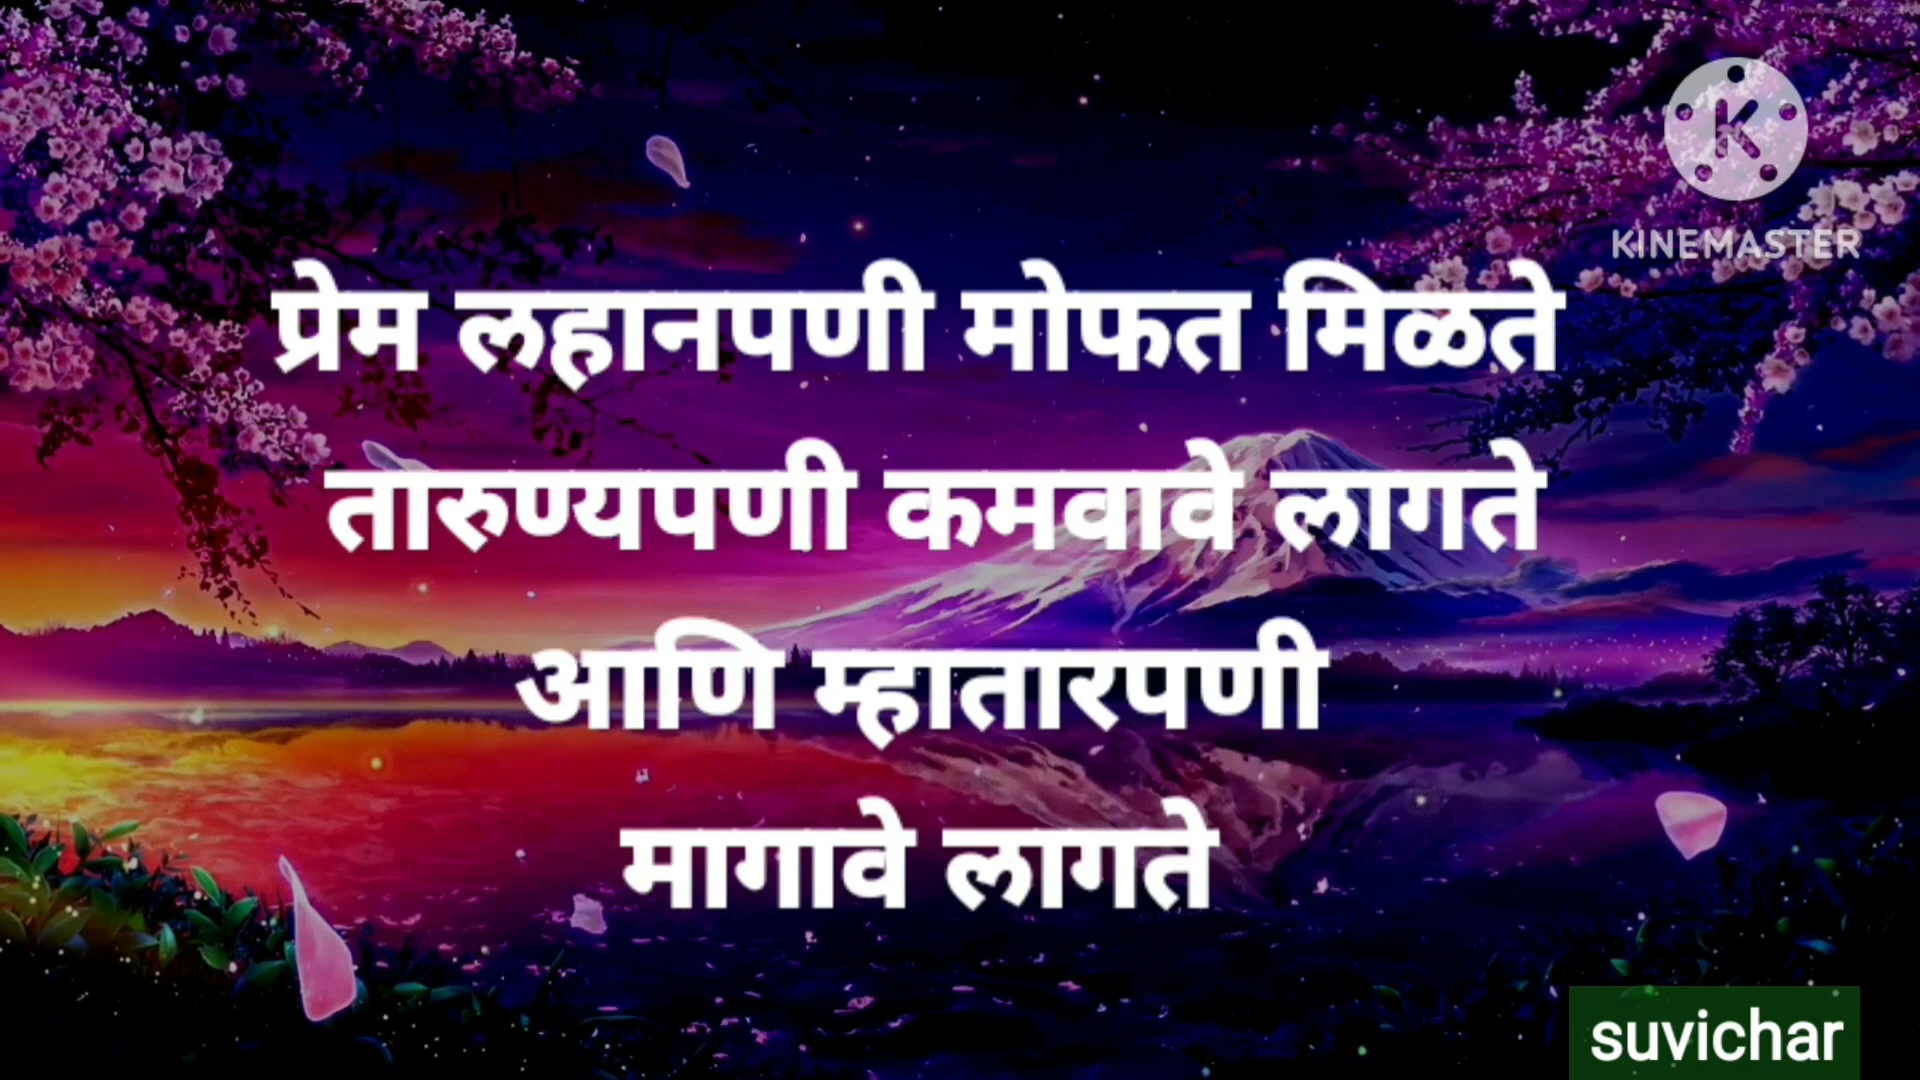 KINEMASTER
प्रेम लहानपणी मोफत मिळते
तारुण्यपणी कमवावे लागते
आणि म्हातारपणी
मागावे लागते
suvichar